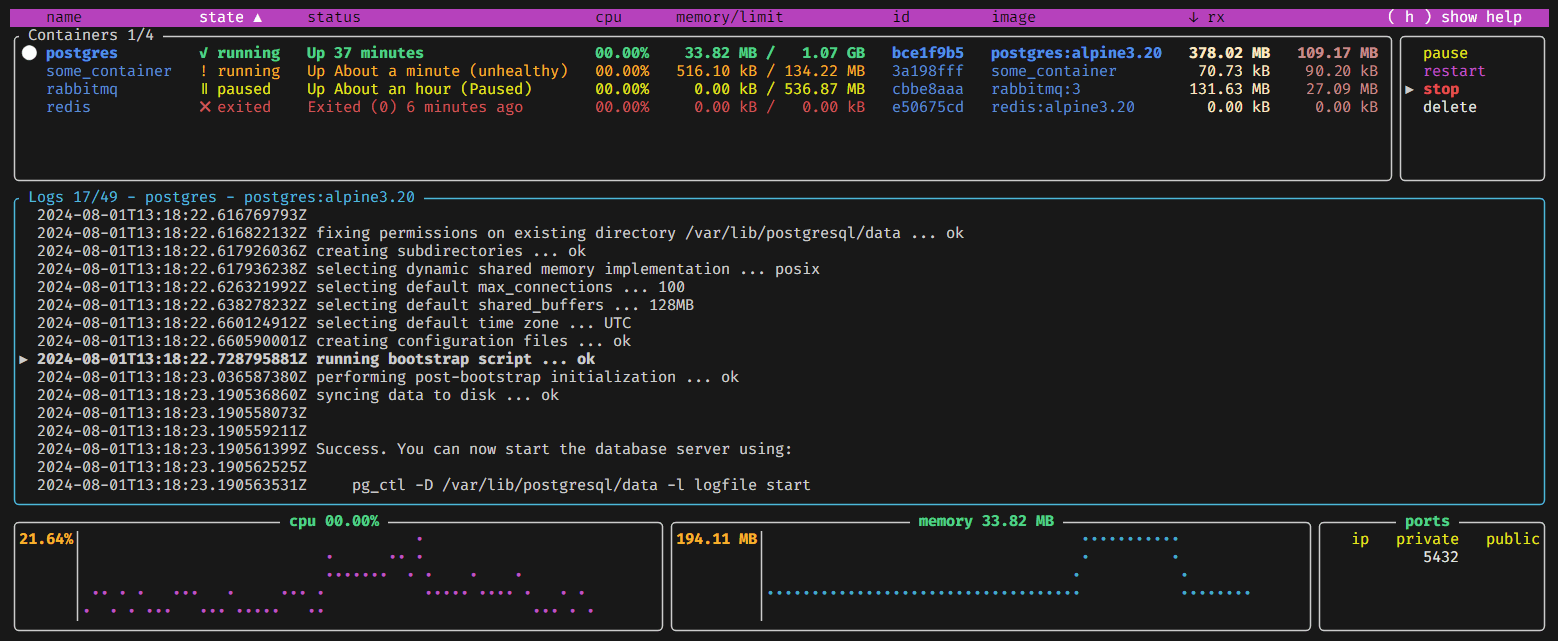 name state ▲ status cpu memory/limit id image ↓ rx ( h ) show help
Containers 1/4
postgres ✓ running Up 37 minutes 00.00% 33.82 MB / 1.07 GB bce1f9b5 postgres:alpine3.20 378.02 MB 109.17 MB
some_container ! running Up About a minute (unhealthy) 00.00% 516.10 kB / 134.22 MB 3a198fff some_container 70.73 kB 90.20 kB
rabbitmq ॥ paused Up About an hour (Paused) 00.00% 0.00 kB / 536.87 MB cbbe8aaa rabbitmq:3 131.63 MB 27.09 MB
redis ✕ exited Exited (0) 6 minutes ago 00.00% 0.00 kB / 0.00 kB e50675cd redis:alpine3.20 0.00 kB 0.00 kB
pause
restart
▶ stop
delete
Logs 17/49 - postgres - postgres:alpine3.20
2024-08-01T13:18:22.616769793Z
2024-08-01T13:18:22.616822132Z fixing permissions on existing directory /var/lib/postgresql/data ... ok
2024-08-01T13:18:22.617926036Z creating subdirectories ... ok
2024-08-01T13:18:22.617936238Z selecting dynamic shared memory implementation ... posix
2024-08-01T13:18:22.626321992Z selecting default max_connections ... 100
2024-08-01T13:18:22.638278232Z selecting default shared_buffers ... 128MB
2024-08-01T13:18:22.660124912Z selecting default time zone ... UTC
2024-08-01T13:18:22.660590001Z creating configuration files ... ok
▶ 2024-08-01T13:18:22.728795881Z running bootstrap script ... ok
2024-08-01T13:18:23.036587380Z performing post-bootstrap initialization ... ok
2024-08-01T13:18:23.190536860Z syncing data to disk ... ok
2024-08-01T13:18:23.190558073Z
2024-08-01T13:18:23.190559211Z
2024-08-01T13:18:23.190561399Z Success. You can now start the database server using:
2024-08-01T13:18:23.190562525Z
2024-08-01T13:18:23.190563531Z pg_ctl -D /var/lib/postgresql/data -l logfile start
cpu 00.00%
21.64%
memory 33.82 MB
194.11 MB
ports
ip private public
5432